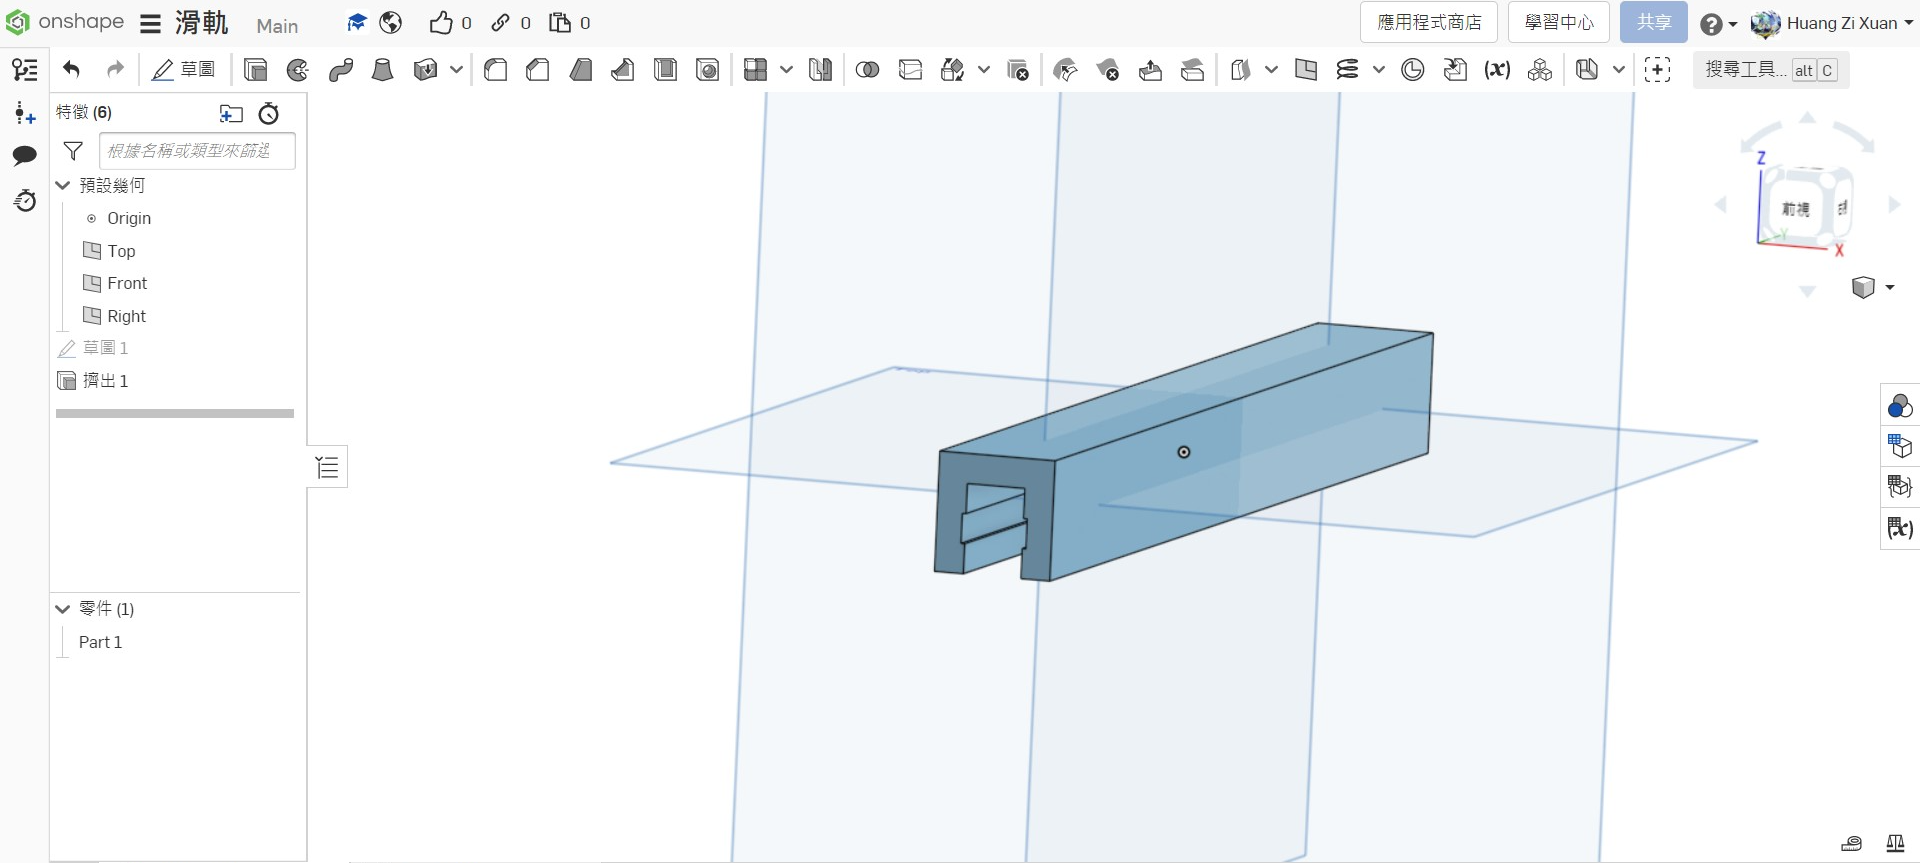 onshape 滑軌 Main 0 0 0 應用程式商店 學習中心 共享 Huang Zi Xuan
草圖 (x) 搜尋工具... alt C
特徵 (6)
根據名稱或類型來篩選
預設幾何
Origin
Top
Front
Right
草圖 1
擠出 1
零件 (1)
Part 1
Z
前視
Y
X
(x)